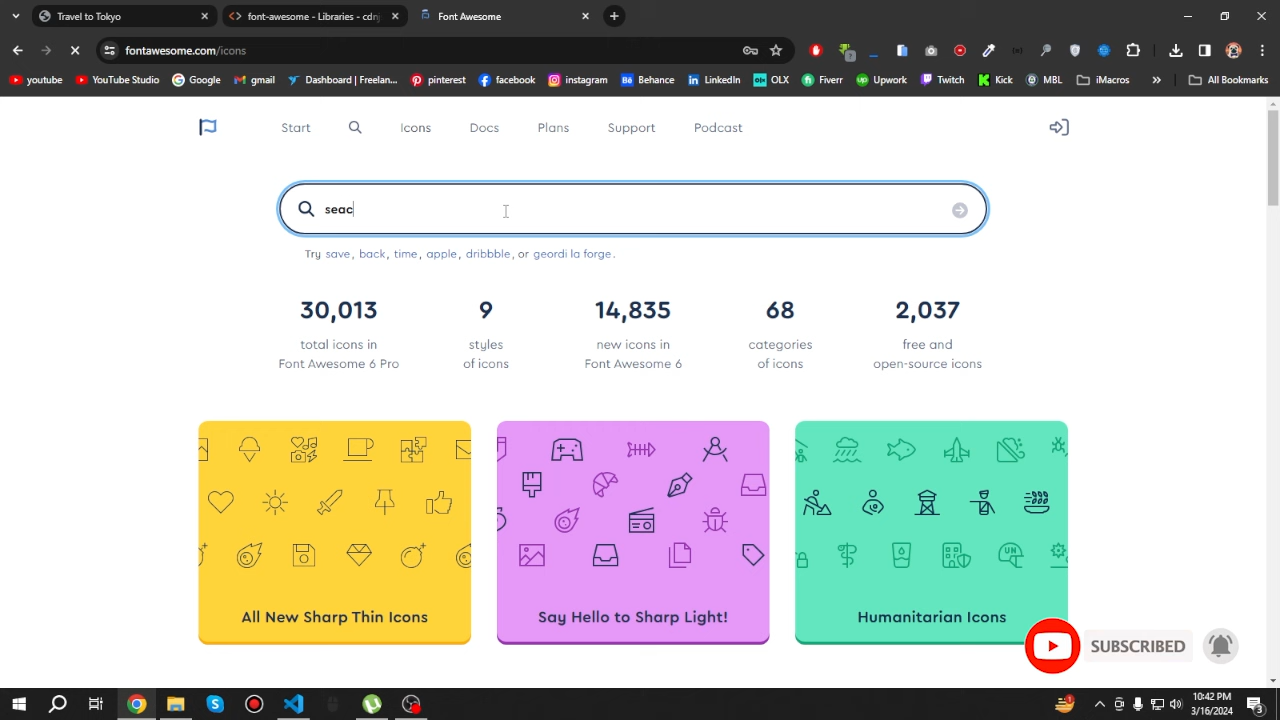 Travel to Tokyo
font-awesome - Libraries - cdnj
Font Awesome
fontawesome.com/icons
youtube
YouTube Studio
Google
gmail
Dashboard | Freelan...
pinterest
facebook
instagram
Behance
LinkedIn
OLX
Fiverr
Upwork
Twitch
Kick
MBL
iMacros
All Bookmarks
Start
Icons
Docs
Plans
Support
Podcast
seac
Try save, back, time, apple, dribbble, or geordi la forge.
30,013
total icons in
Font Awesome 6 Pro
9
styles
of icons
14,835
new icons in
Font Awesome 6
68
categories
of icons
2,037
free and
open-source icons
All New Sharp Thin Icons
Say Hello to Sharp Light!
UN
Humanitarian Icons
SUBSCRIBED
10:42 PM
3/16/2024